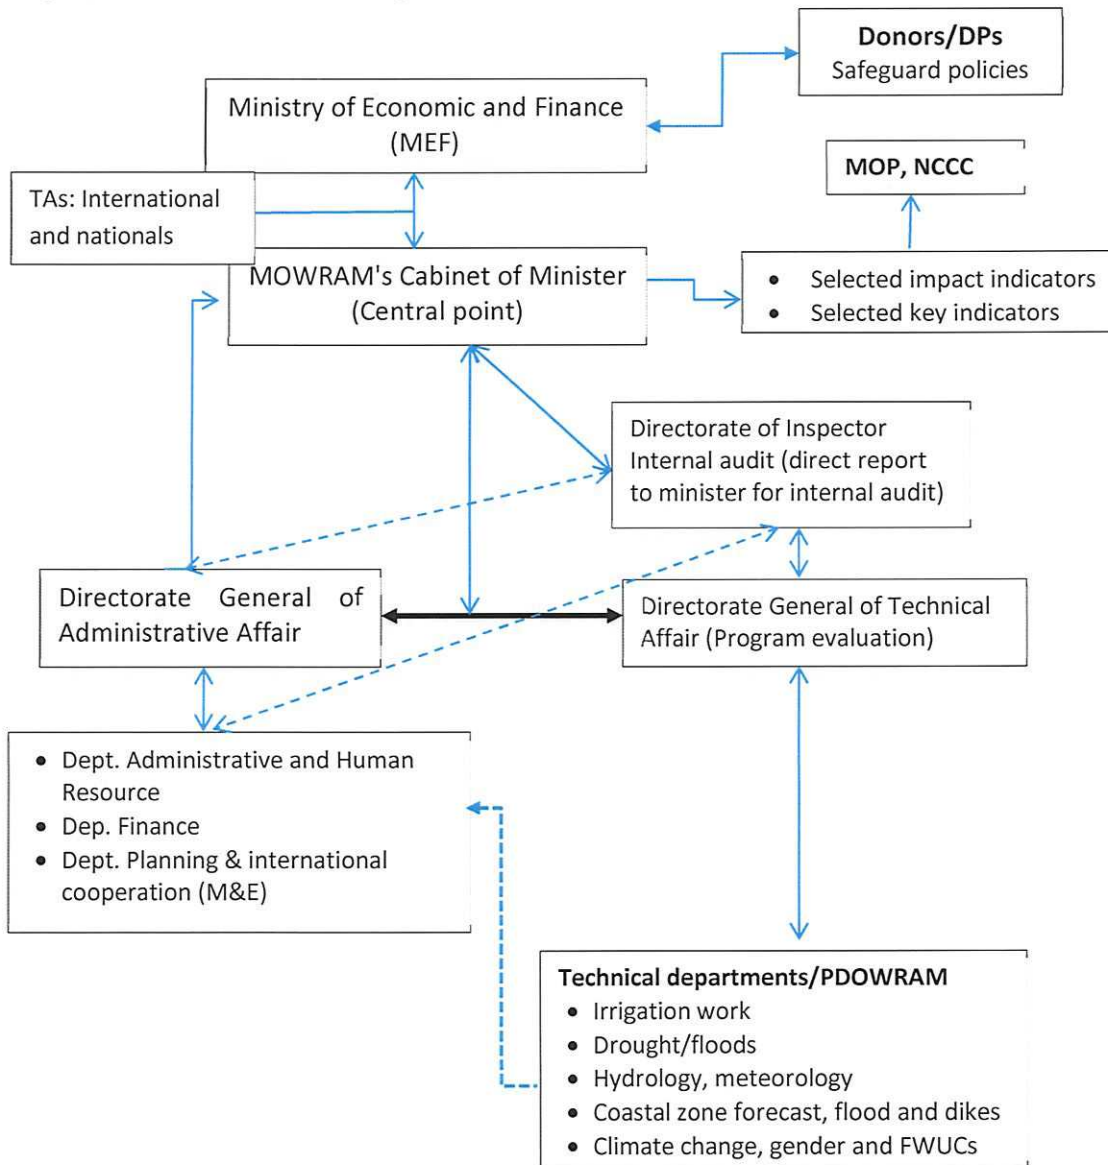 Donors/DPs
Safeguard policies
Ministry of Economic and Finance
(MEF)
MOP, NCCC
TAs: International
and nationals
MOWRAM's Cabinet of Minister
(Central point)
• Selected impact indicators
• Selected key indicators
Directorate of Inspector
Internal audit (direct report
to minister for internal audit)
Directorate General of
Administrative Affair
Directorate General of Technical
Affair (Program evaluation)
• Dept. Administrative and Human
Resource
• Dep. Finance
• Dept. Planning & international
cooperation (M&E)
Technical departments/PDOWRAM
• Irrigation work
• Drought/floods
• Hydrology, meteorology
• Coastal zone forecast, flood and dikes
• Climate change, gender and FWUCs